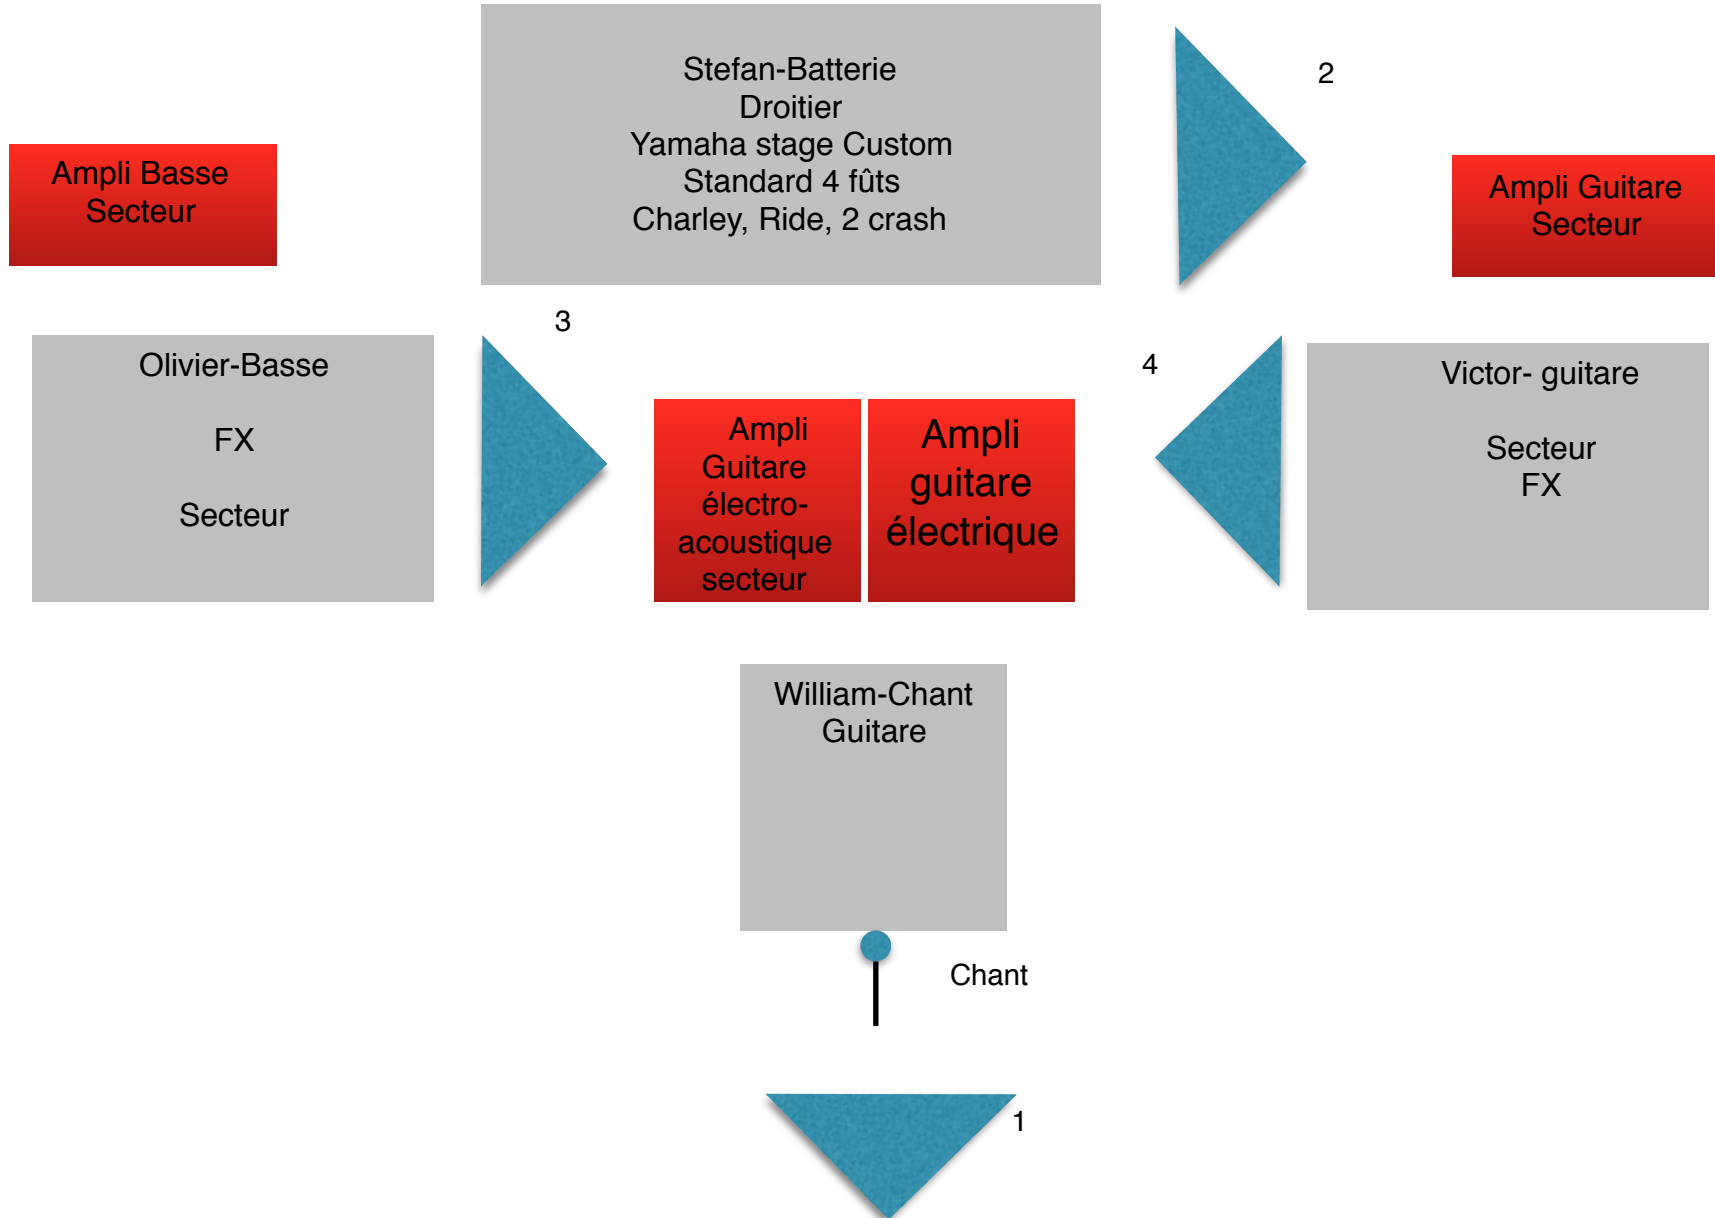 Stefan-Batterie
Droitier
Yamaha stage Custom
Standard 4 fûts
Charley, Ride, 2 crash
2
Ampli Basse
Secteur
Ampli Guitare
Secteur
3
Olivier-Basse
FX
Secteur
4
Victor- guitare
Secteur
FX
Ampli
Guitare
électro-
acoustique
secteur
Ampli
guitare
électrique
William-Chant
Guitare
Chant
1